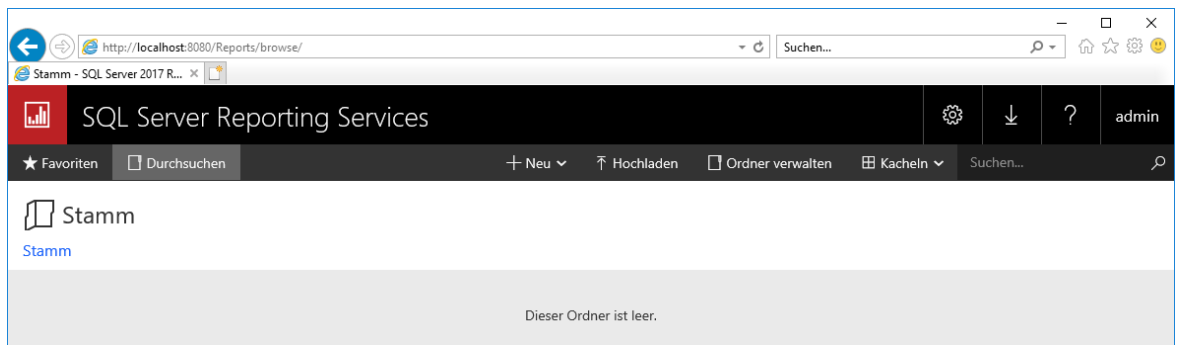 http://localhost:8080/Reports/browse/
Suchen...
Stamm - SQL Server 2017 R...
SQL Server Reporting Services
?
admin
Favoriten
Durchsuchen
Neu
Hochladen
Ordner verwalten
Kacheln
Suchen...
Stamm
Stamm
Dieser Ordner ist leer.